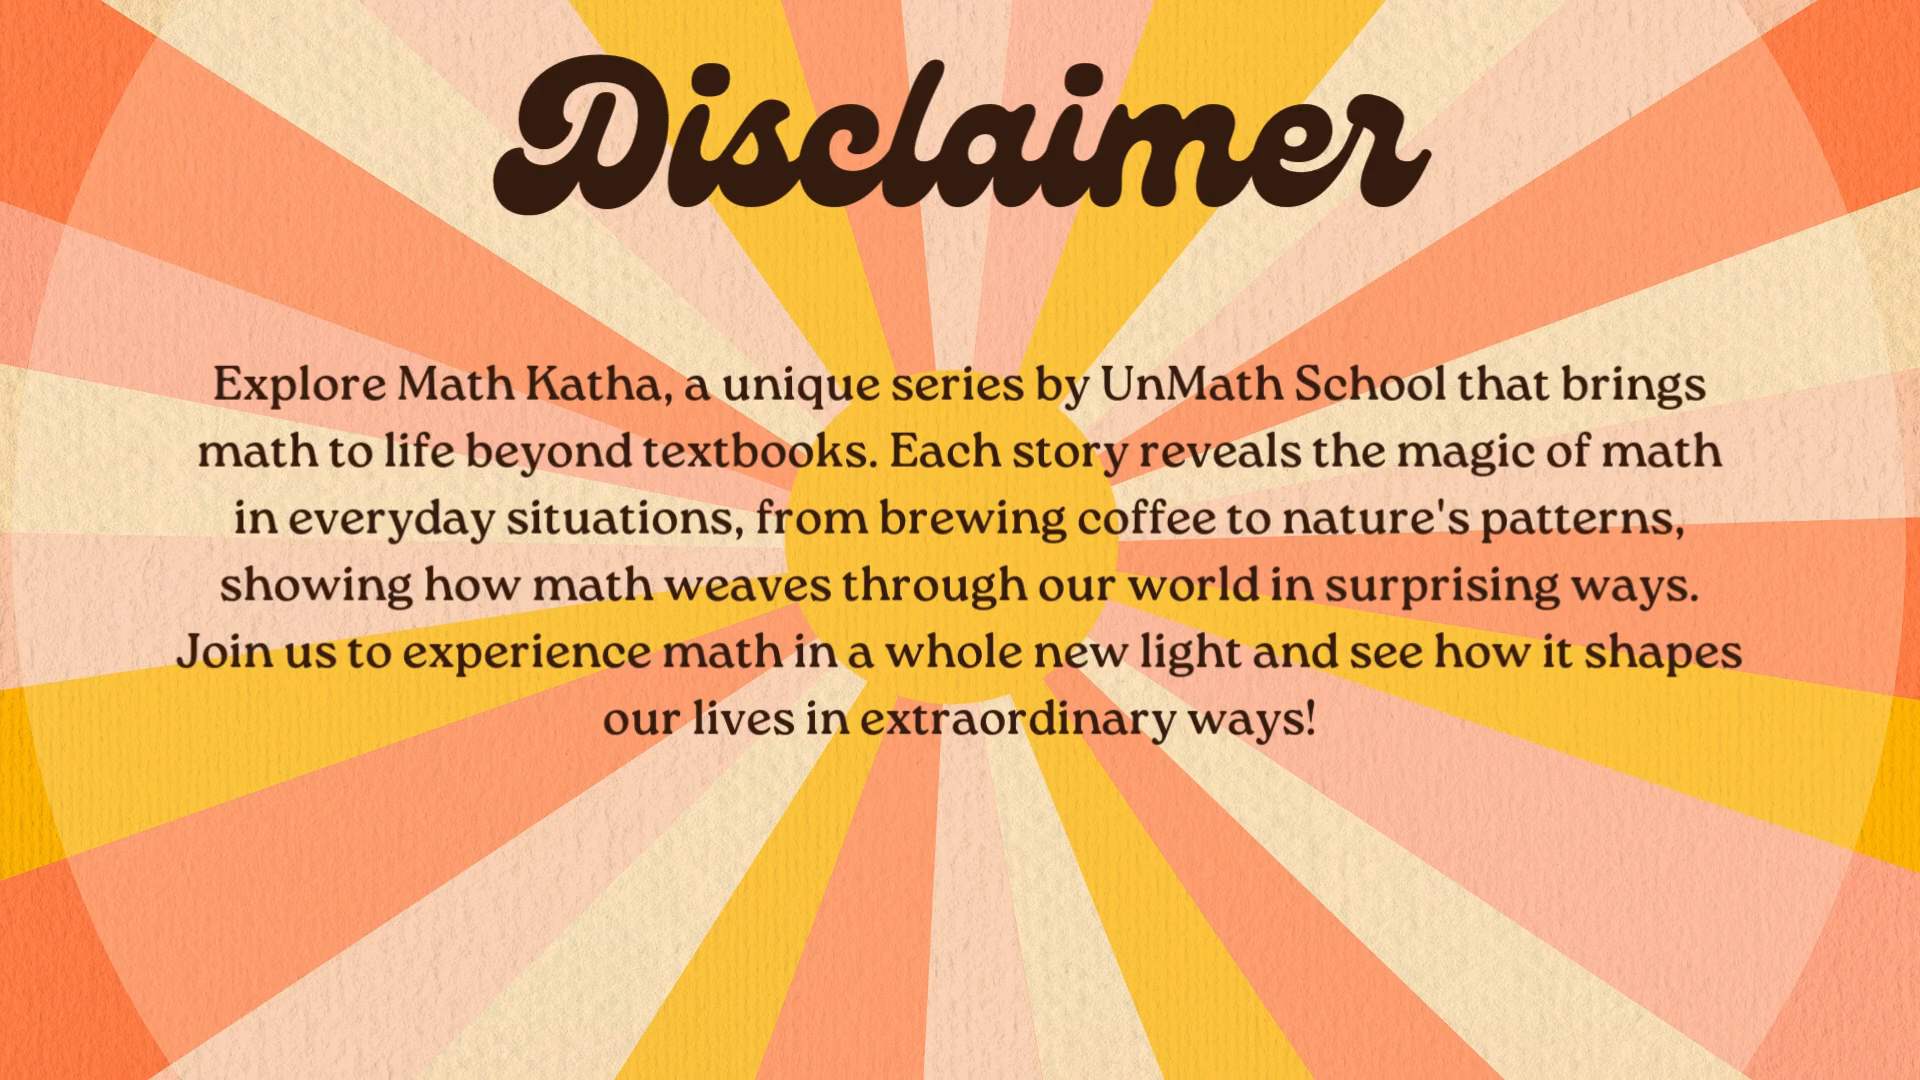 Disclaimer
Explore Math Katha, a unique series by UnMath School that brings
math to life beyond textbooks. Each story reveals the magic of math
in everyday situations, from brewing coffee to nature's patterns,
showing how math weaves through our world in surprising ways.
Join us to experience math in a whole new light and see how it shapes
our lives in extraordinary ways!